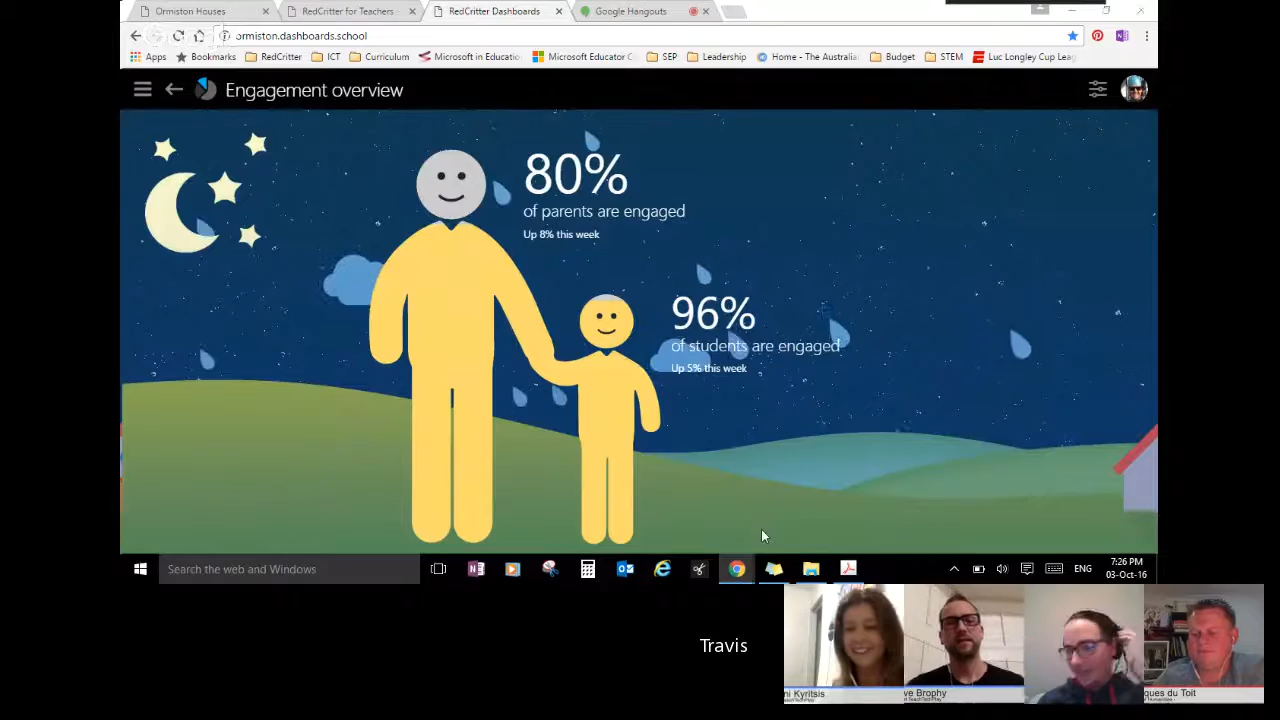 Ormiston Houses
RedCritter for Teachers
RedCritter Dashboards
Google Hangouts
ormiston.dashboards.school
Apps
Bookmarks
RedCritter
ICT
Curriculum
Microsoft in Educatio
Microsoft Educator C
SEP
Leadership
Home - The Australia
Budget
STEM
Luc Longley Cup Leag
Engagement overview
80%
of parents are engaged
Up 8% this week
96%
of students are engaged
Up 5% this week
Search the web and Windows
ENG
7:26 PM
03-Oct-16
Travis
ni Kyritsis
ve Brophy
ques du Toit